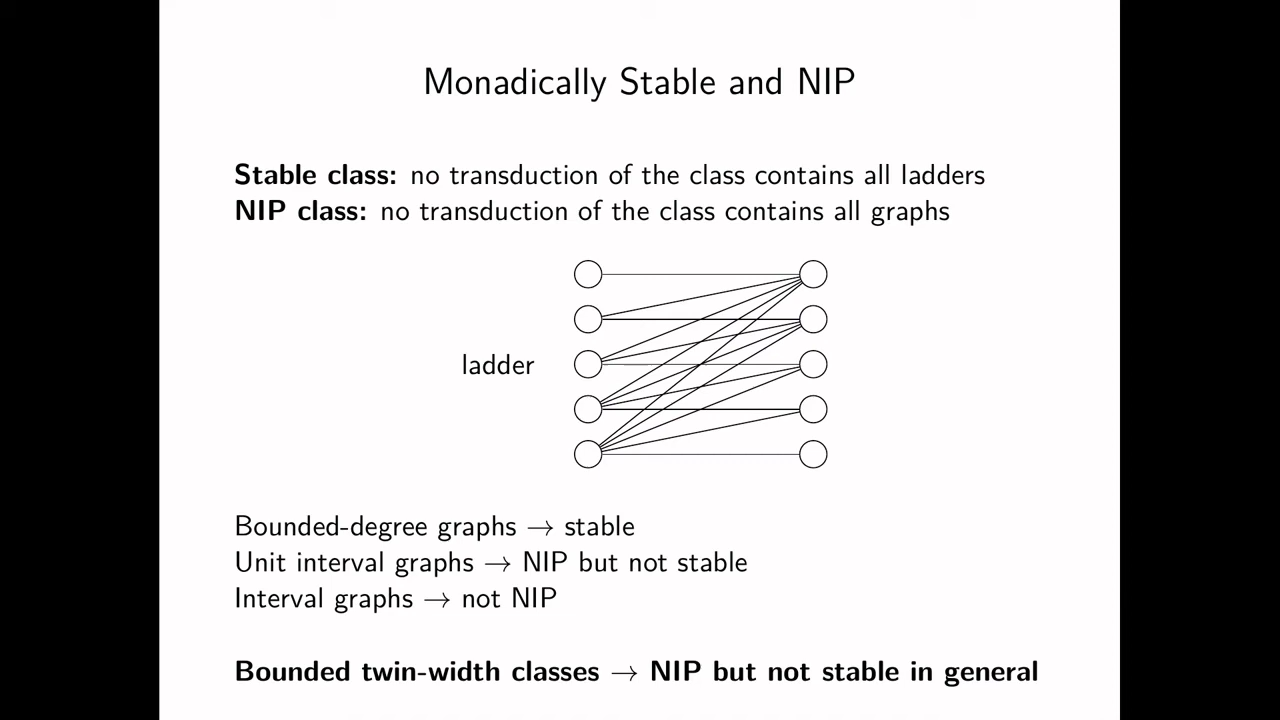 Monadically Stable and NIP
Stable class: no transduction of the class contains all ladders
NIP class: no transduction of the class contains all graphs
ladder
Bounded-degree graphs → stable
Unit interval graphs → NIP but not stable
Interval graphs → not NIP
Bounded twin-width classes → NIP but not stable in general